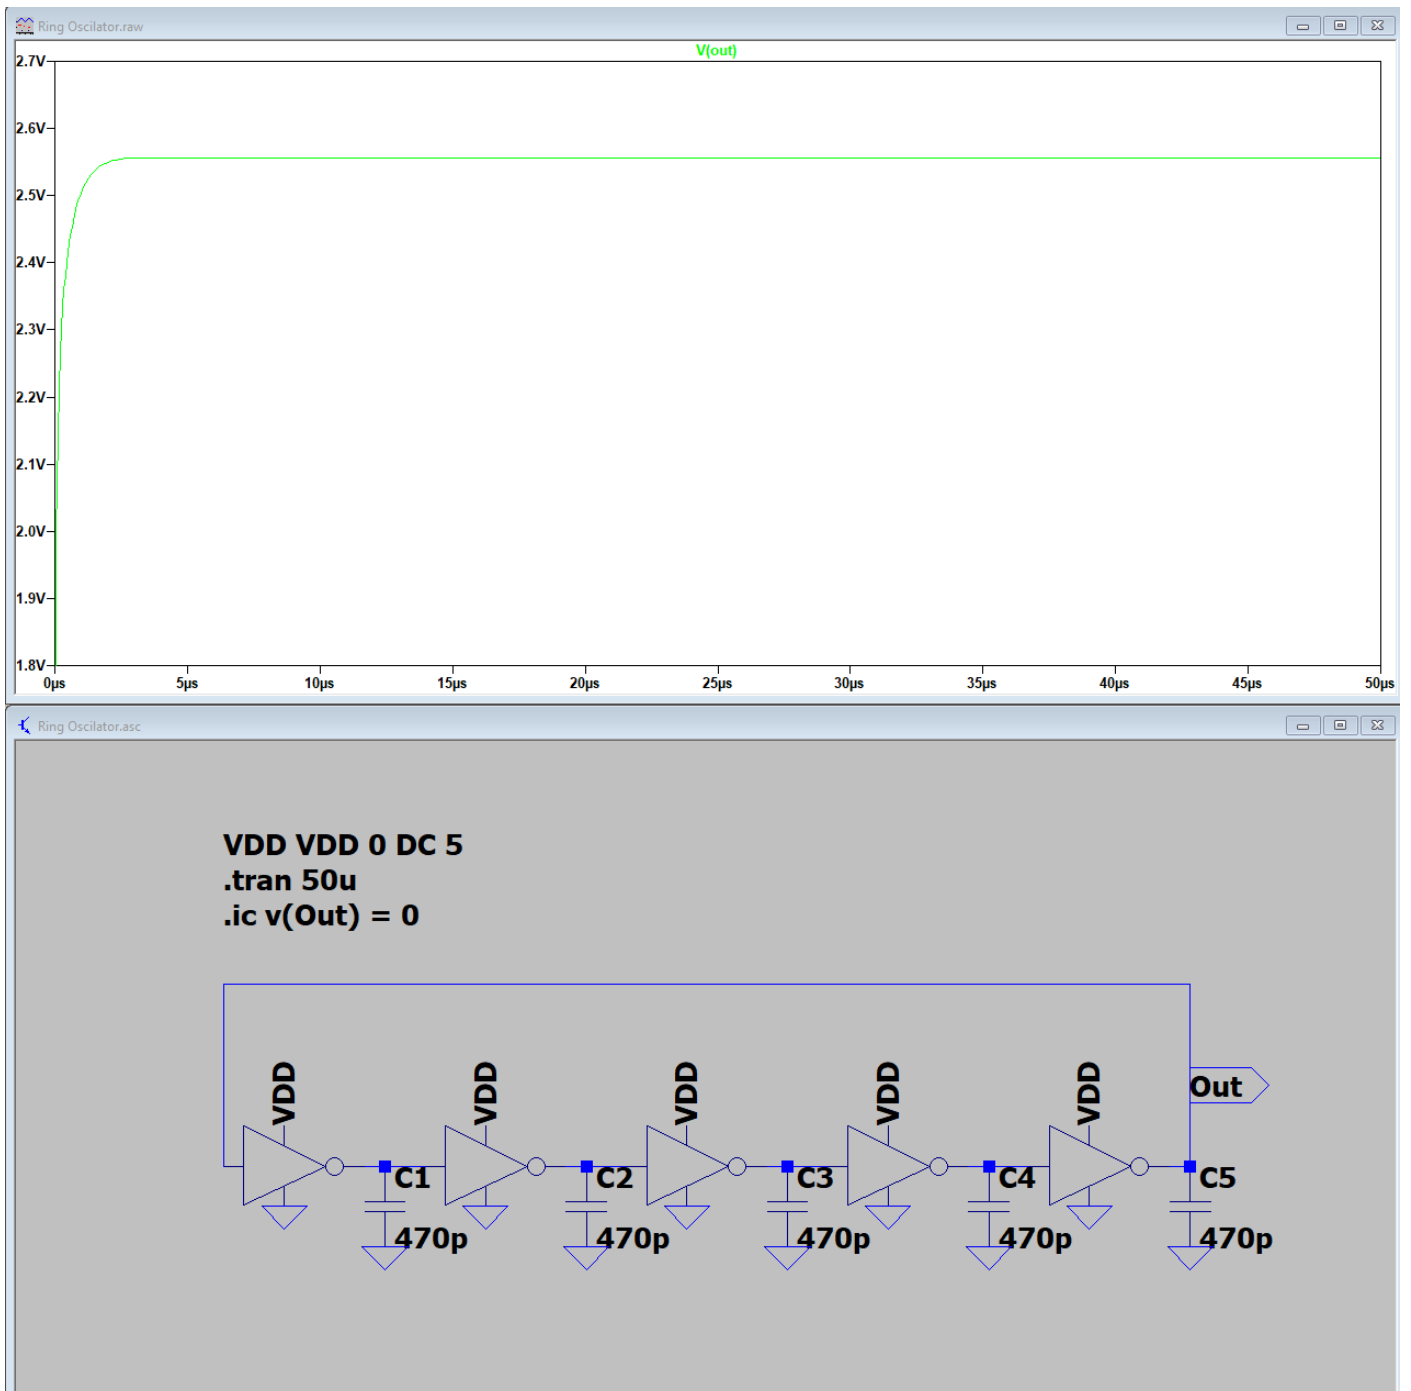 Ring Oscilator.raw
V(out)
2.7V
2.6V
2.5V
2.4V
2.3V
2.2V
2.1V
2.0V
1.9V
1.8V
0µs 5µs 10µs 15µs 20µs 25µs 30µs 35µs 40µs 45µs 50µs
Ring Oscilator.asc
VDD VDD 0 DC 5
.tran 50u
.ic v(Out) = 0
VDD VDD VDD VDD VDD
Out
C1 C2 C3 C4 C5
470p 470p 470p 470p 470p